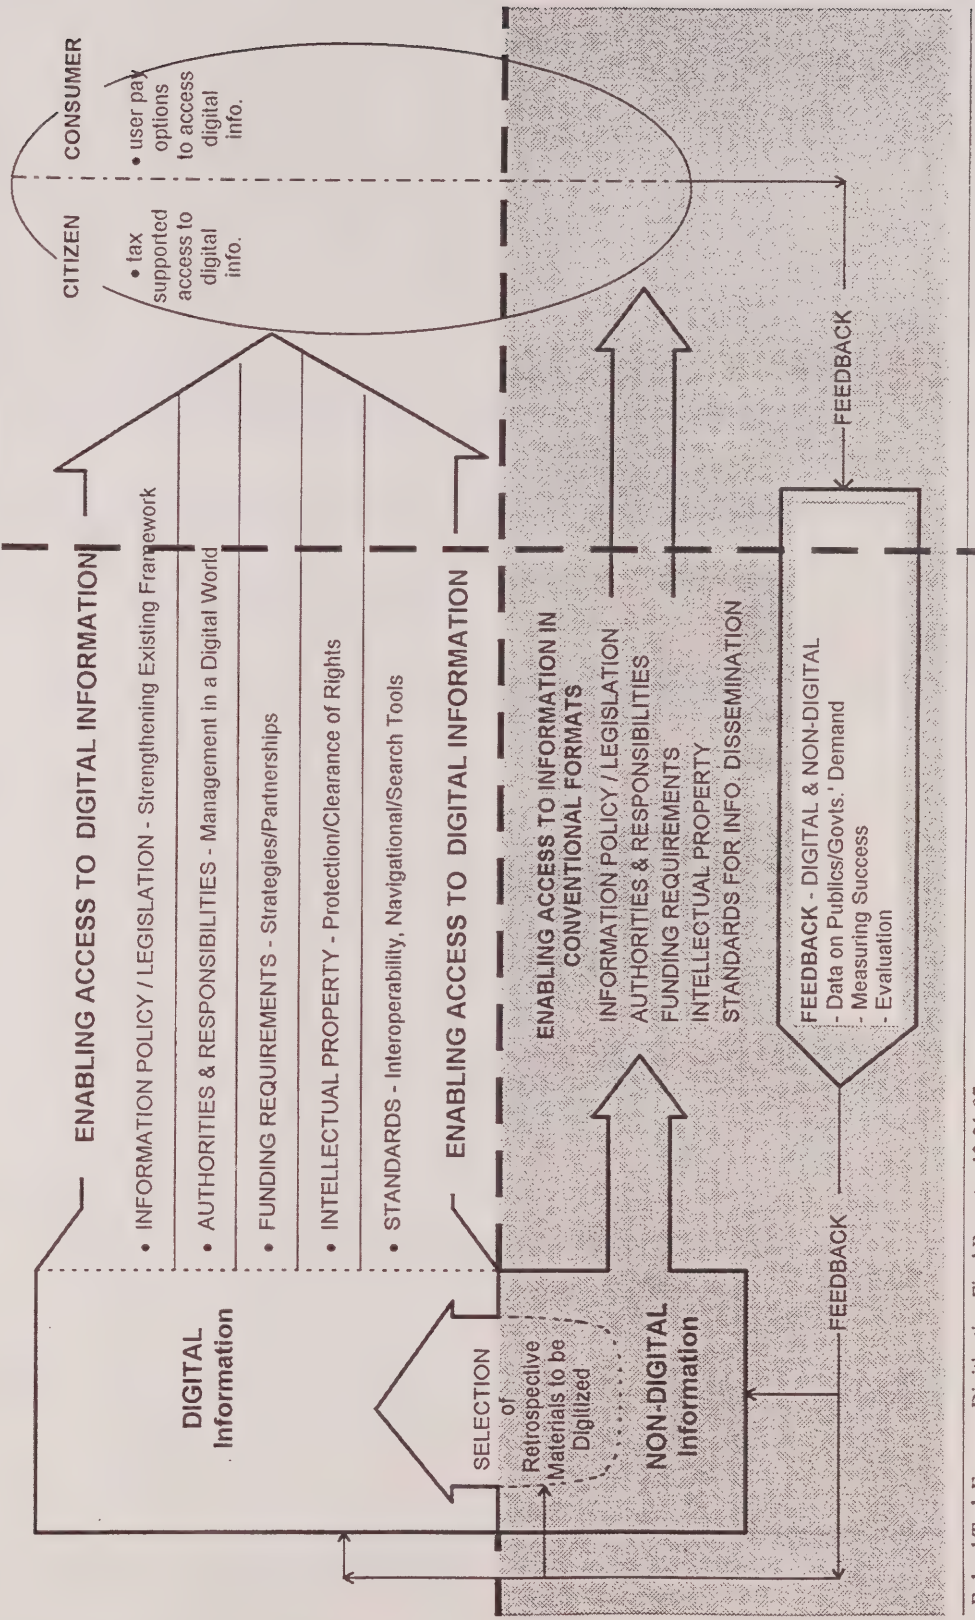 CITIZEN
CONSUMER
• tax
supported
access to
digital
info.
• user pay
options
to access
digital
info.
ENABLING ACCESS TO DIGITAL INFORMATION
• INFORMATION POLICY / LEGISLATION - Strengthening Existing Framework
• AUTHORITIES & RESPONSIBILITIES - Management in a Digital World
• FUNDING REQUIREMENTS - Strategies/Partnerships
• INTELLECTUAL PROPERTY - Protection/Clearance of Rights
• STANDARDS - Interoperability, Navigational/Search Tools
ENABLING ACCESS TO DIGITAL INFORMATION
DIGITAL
Information
SELECTION
of
Retrospective
Materials to be
Digitized
NON-DIGITAL
Information
ENABLING ACCESS TO INFORMATION IN
CONVENTIONAL FORMATS
INFORMATION POLICY / LEGISLATION
AUTHORITIES & RESPONSIBILITIES
FUNDING REQUIREMENTS
INTELLECTUAL PROPERTY
STANDARDS FOR INFO. DISSEMINATION
FEEDBACK
FEEDBACK - DIGITAL & NON-DIGITAL
- Data on Publics/Govts.' Demand
- Measuring Success
- Evaluation
FEEDBACK